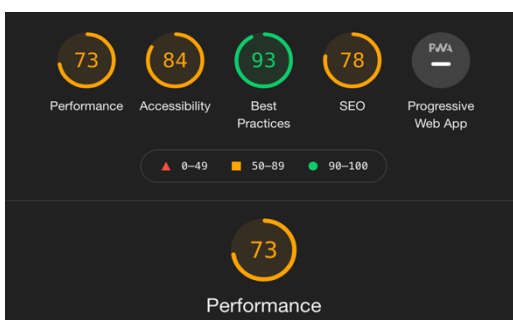 73
84
93
78
PWA
Performance
Accessibility
Best
Practices
SEO
Progressive
Web App
0–49
50–89
90–100
73
Performance